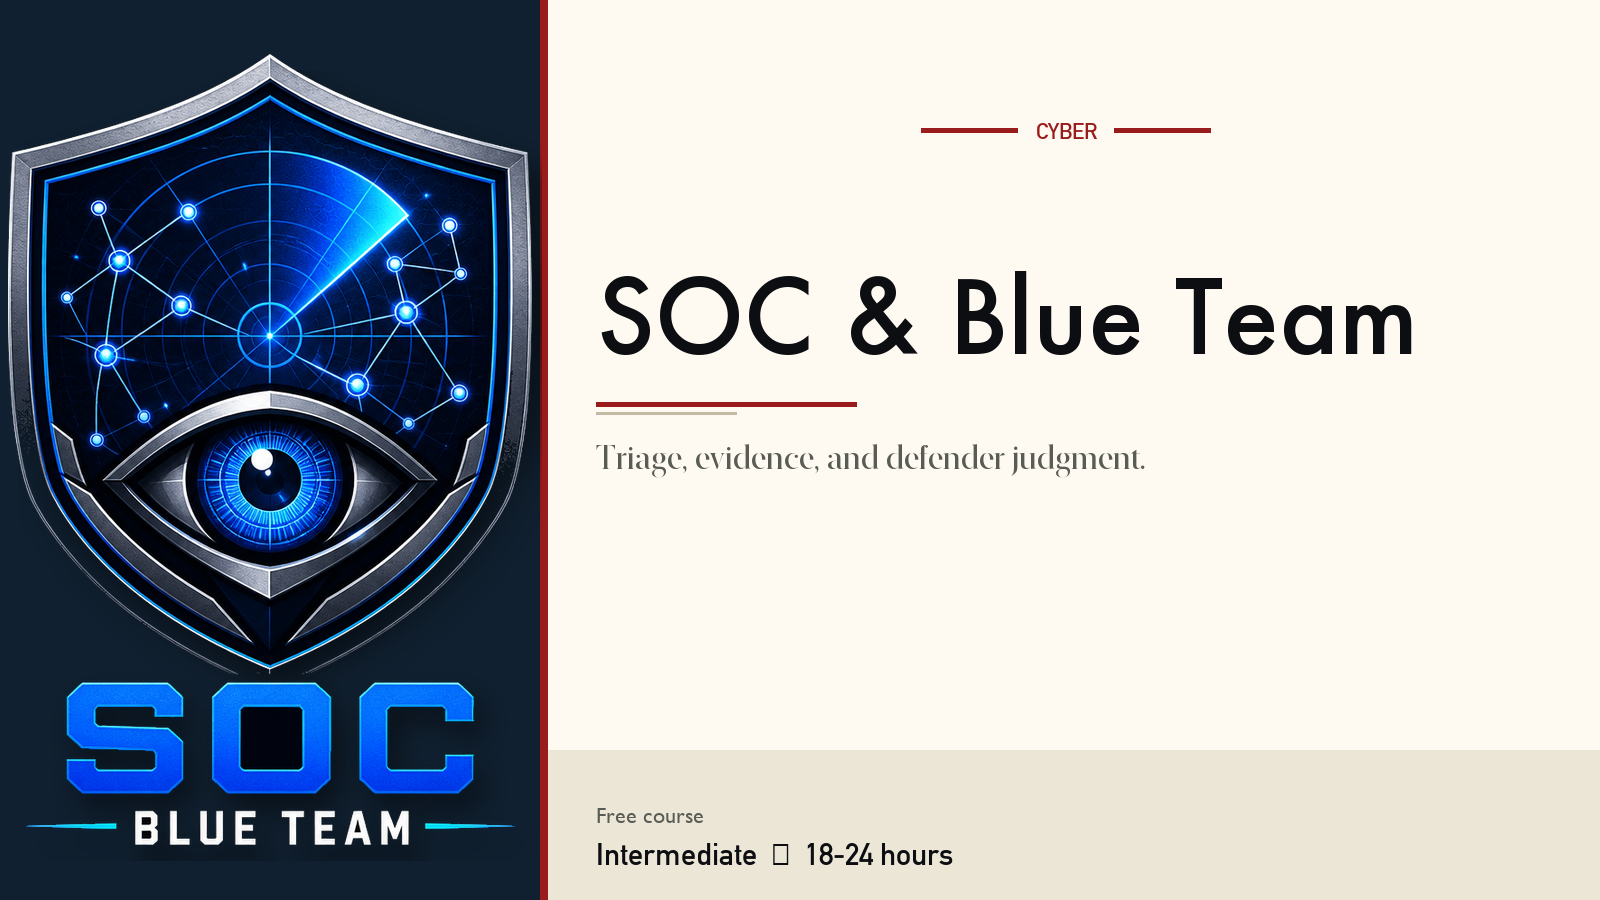 SOC
BLUE TEAM
CYBER
SOC & Blue Team
Triage, evidence, and defender judgment.
Free course
Intermediate □ 18-24 hours